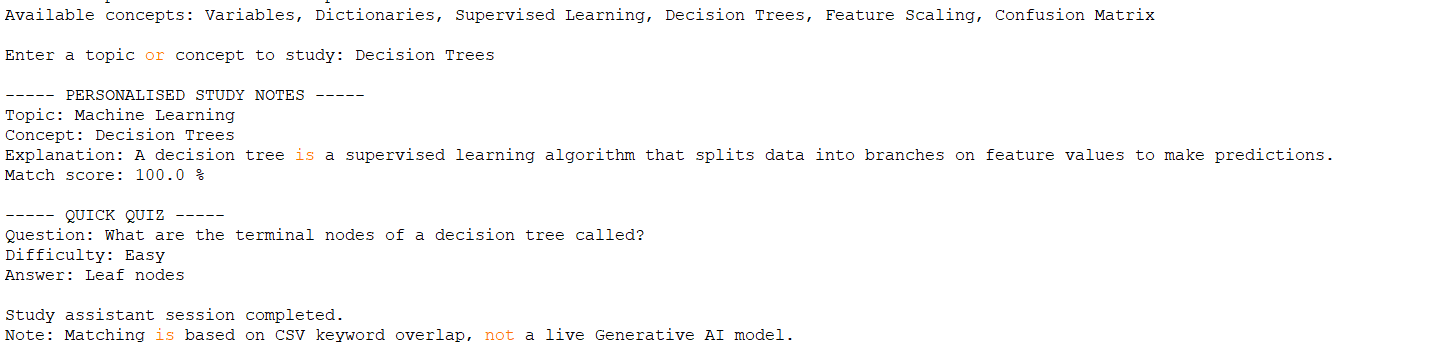 Available concepts: Variables, Dictionaries, Supervised Learning, Decision Trees, Feature Scaling, Confusion Matrix
Enter a topic or concept to study: Decision Trees
----- PERSONALISED STUDY NOTES -----
Topic: Machine Learning
Concept: Decision Trees
Explanation: A decision tree is a supervised learning algorithm that splits data into branches on feature values to make predictions.
Match score: 100.0 %
----- QUICK QUIZ -----
Question: What are the terminal nodes of a decision tree called?
Difficulty: Easy
Answer: Leaf nodes
Study assistant session completed.
Note: Matching is based on CSV keyword overlap, not a live Generative AI model.